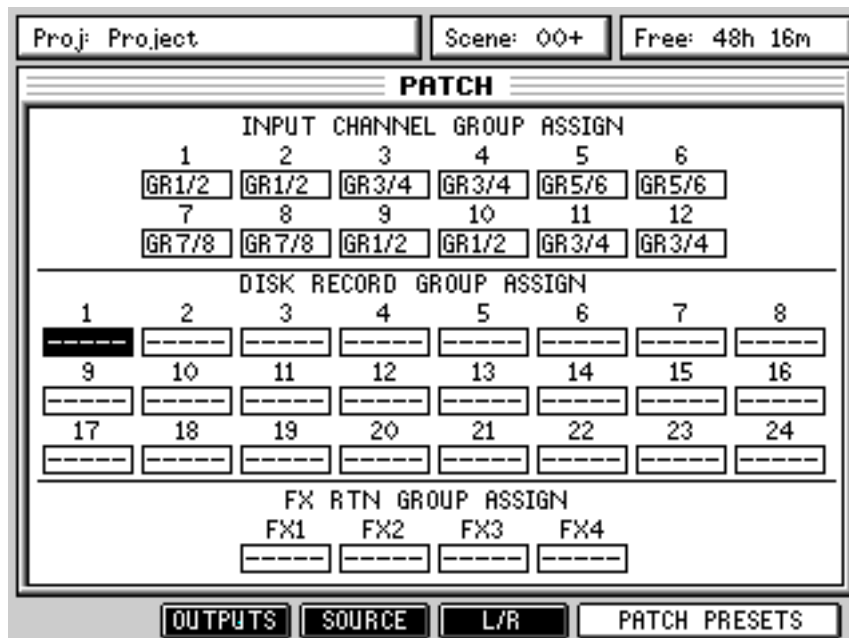 Proj: Project Scene: 00+ Free: 48h 16m
PATCH
INPUT CHANNEL GROUP ASSIGN
1 2 3 4 5 6
GR1/2 GR1/2 GR3/4 GR3/4 GR5/6 GR5/6
7 8 9 10 11 12
GR7/8 GR7/8 GR1/2 GR1/2 GR3/4 GR3/4
DISK RECORD GROUP ASSIGN
1 2 3 4 5 6 7 8
----- ----- ----- ----- ----- ----- ----- -----
9 10 11 12 13 14 15 16
----- ----- ----- ----- ----- ----- ----- -----
17 18 19 20 21 22 23 24
----- ----- ----- ----- ----- ----- ----- -----
FX RTN GROUP ASSIGN
FX1 FX2 FX3 FX4
----- ----- ----- -----
OUTPUTS SOURCE L/R PATCH PRESETS